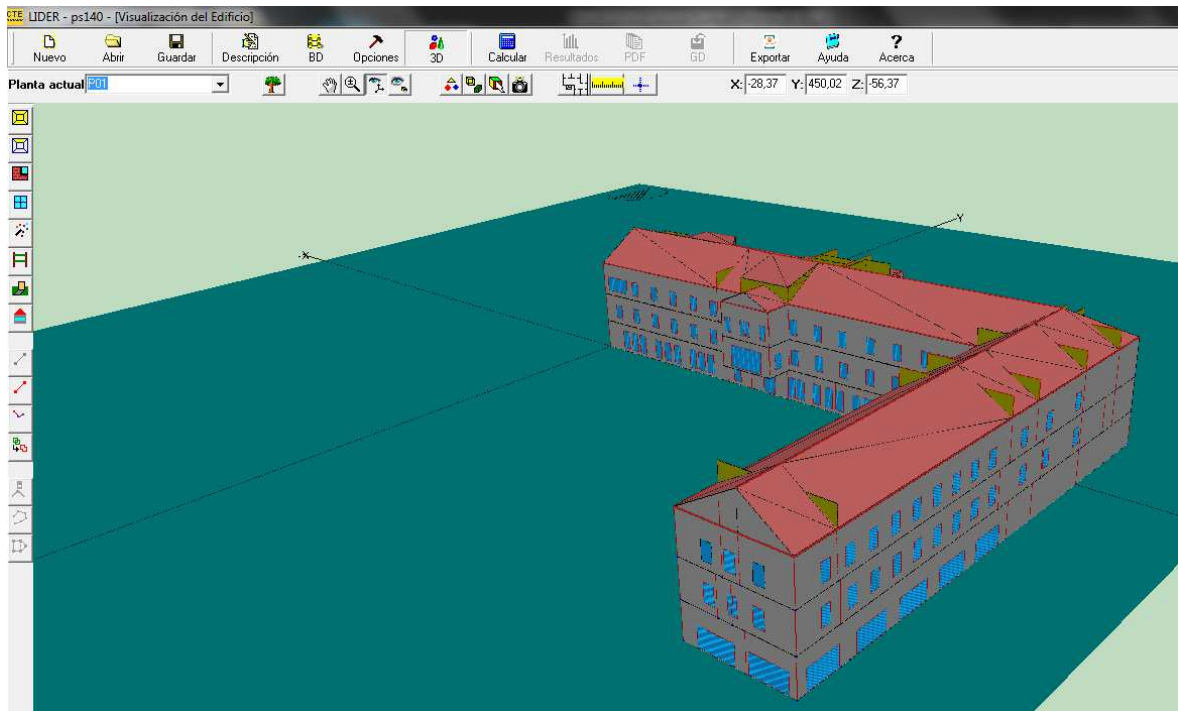 CTE LIDER - ps140 - [Visualización del Edificio]
Nuevo Abrir Guardar Descripción BD Opciones 3D Calcular Resultados PDF GD Exportar Ayuda Acerca
Planta actual P01 X: -28,37 Y: 450,02 Z: -56,37
Y
X